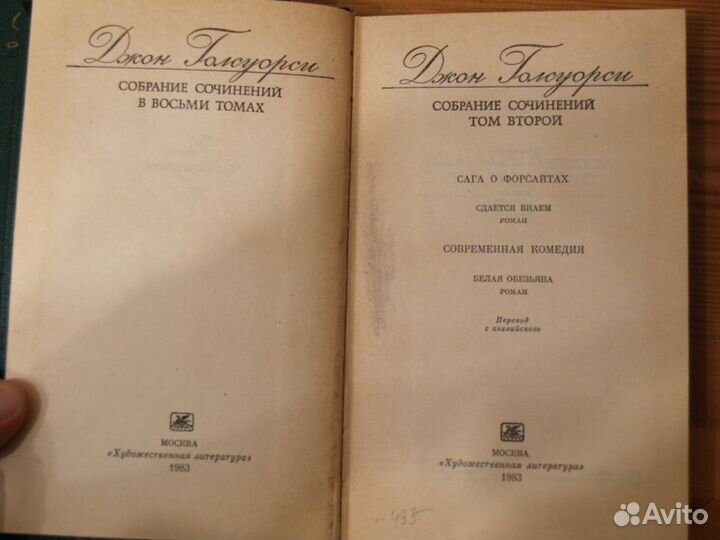 Джон Голсуорси
СОБРАНИЕ СОЧИНЕНИЙ
В ВОСЬМИ ТОМАХ
МОСКВА
«Художественная литература»
1983
Джон Голсуорси
СОБРАНИЕ СОЧИНЕНИЙ
ТОМ ВТОРОЙ
САГА О ФОРСАЙТАХ
СДАЕТСЯ ВНАЕМ
РОМАН
СОВРЕМЕННАЯ КОМЕДИЯ
БЕЛАЯ ОБЕЗЬЯНА
РОМАН
Перевод
с английского
МОСКВА
«Художественная литература»
1983
-435
Avito